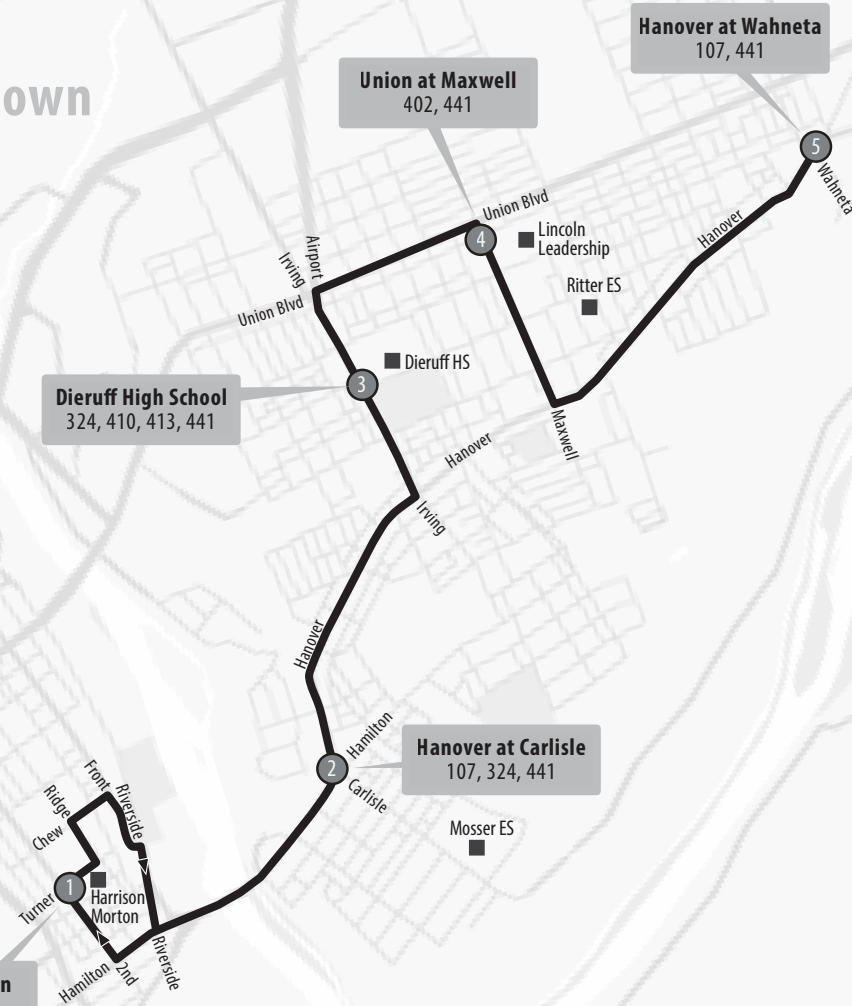 own
Hanover at Wahneta
107, 441
Union at Maxwell
402, 441
5
Wahneta
Union Blvd
4
Lincoln
Leadership
Hanover
Airport
Irving
Ritter ES
Union Blvd
Dieruff HS
3
Dieruff High School
324, 410, 413, 441
Hanover
Maxwell
Irving
Hanover
Hamilton
Hanover at Carlisle
107, 324, 441
2
Carlisle
Front
Riverside
Ridge
Chew
Mosser ES
1
Harrison
Morton
Turner
Riverside
2nd
Hamilton
n